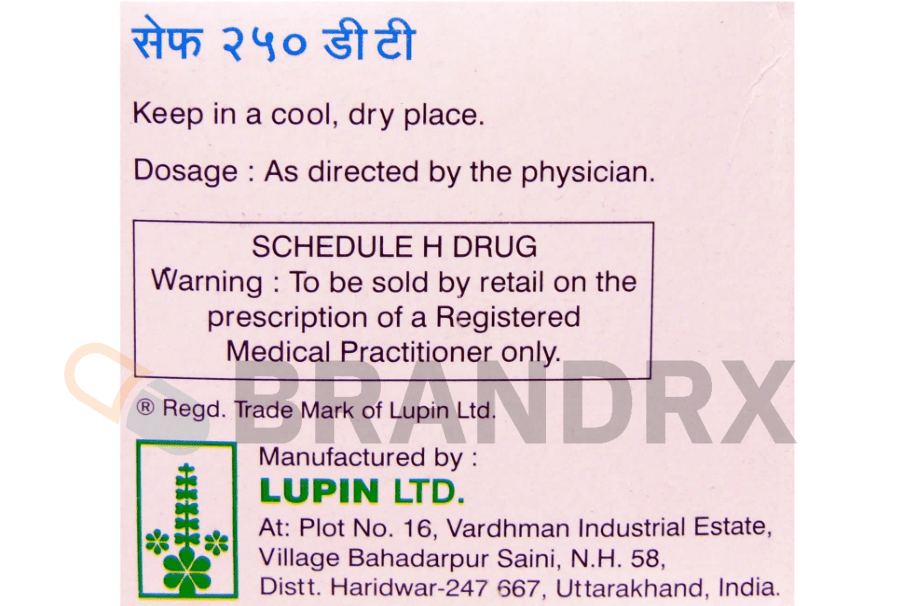 सेफ २५० डी टी
Keep in a cool, dry place.
Dosage : As directed by the physician.
SCHEDULE H DRUG
Warning : To be sold by retail on the
prescription of a Registered
Medical Practitioner only.
BRANDRX
® Regd. Trade Mark of Lupin Ltd.
Manufactured by :
LUPIN LTD.
At: Plot No. 16, Vardhman Industrial Estate,
Village Bahadarpur Saini, N.H. 58,
Distt. Haridwar-247 667, Uttarakhand, India.